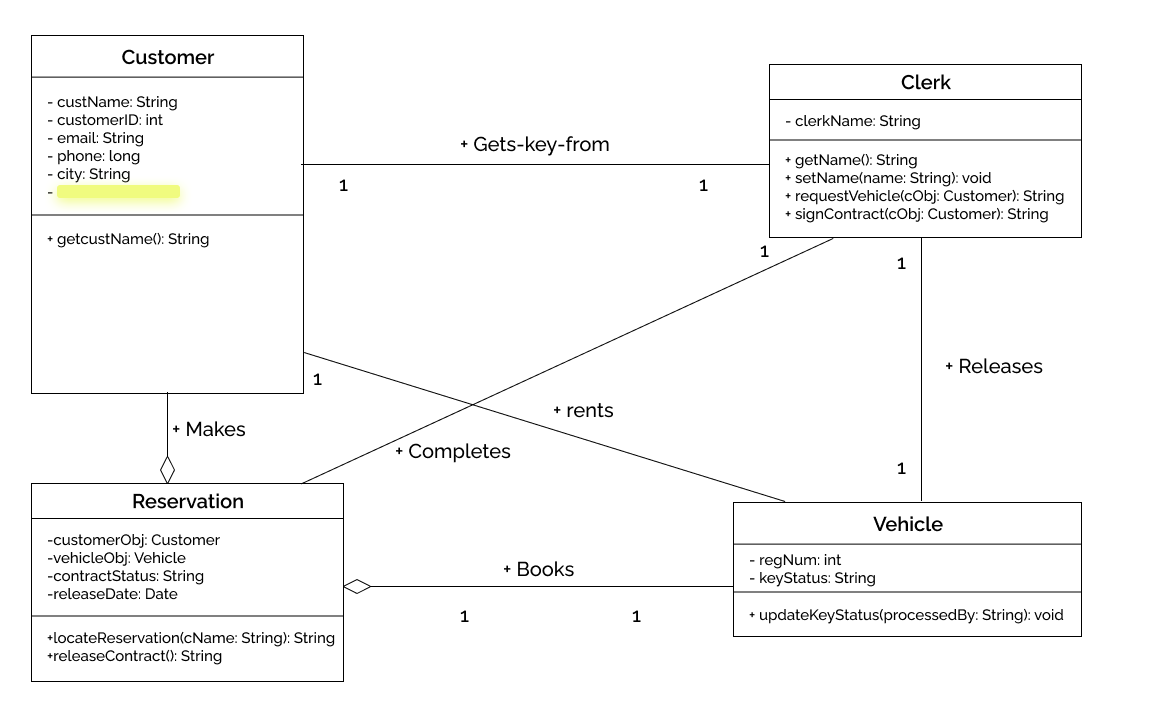 Customer
- custName: String
- customerID: int
- email: String
- phone: long
- city: String
-
+ getcustName(): String
Clerk
- clerkName: String
+ getName(): String
+ setName(name: String): void
+ requestVehicle(cObj: Customer): String
+ signContract(cObj: Customer): String
+ Gets-key-from
1
1
1
1
+ Releases
1
1
+ rents
+ Completes
+ Makes
Reservation
-customerObj: Customer
-vehicleObj: Vehicle
-contractStatus: String
-releaseDate: Date
+locateReservation(cName: String): String
+releaseContract(): String
+ Books
1
1
Vehicle
- regNum: int
- keyStatus: String
+ updateKeyStatus(processedBy: String): void